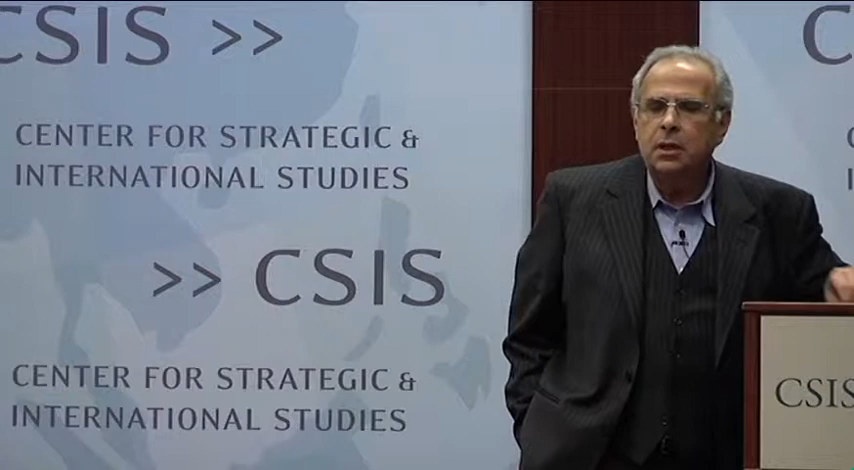 CSIS >>
CENTER FOR STRATEGIC &
INTERNATIONAL STUDIES
>> CSIS
CENTER FOR STRATEGIC &
INTERNATIONAL STUDIES
CSIS